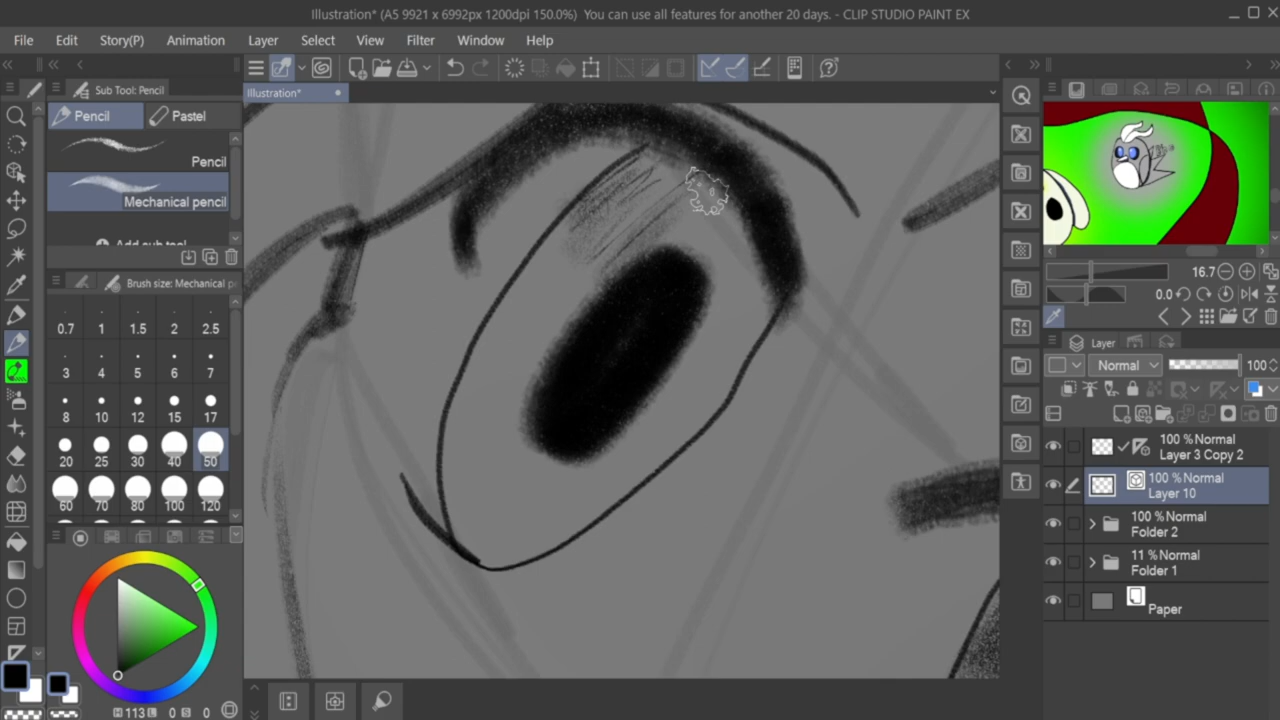 Illustration* (A5 9921 x 6992px 1200dpi 150.0%) You can use all features for another 20 days. - CLIP STUDIO PAINT EX
File Edit Story(P) Animation Layer Select View Filter Window Help
Sub Tool: Pencil
Illustration*
Pencil Pastel
Pencil
Mechanical pencil
Add sub tool
Brush size: Mechanical p
0.7 1 1.5 2 2.5
3 4 5 6 7
8 10 12 15 17
20 25 30 40 50
60 70 80 100 120
H 113 L 0 S 0
16.7
0.0
Layer
Normal 100
100 % Normal
Layer 3 Copy 2
100 % Normal
Layer 10
100 % Normal
Folder 2
11 % Normal
Folder 1
Paper